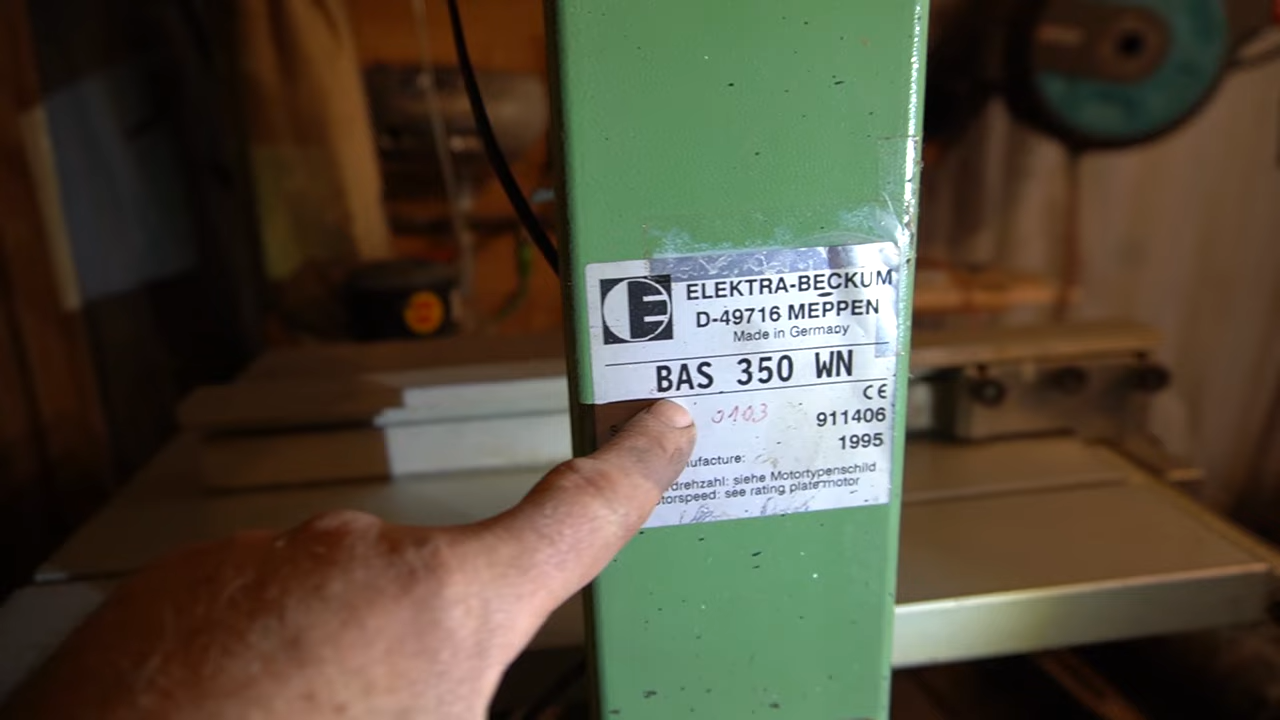 ELEKTRA-BECKUM
D-49716 MEPPEN
Made in Germany
BAS 350 WN
CE
0103
911406
1995
ufacture:
drehzahl: siehe Motortypenschild
torspeed: see rating plate motor